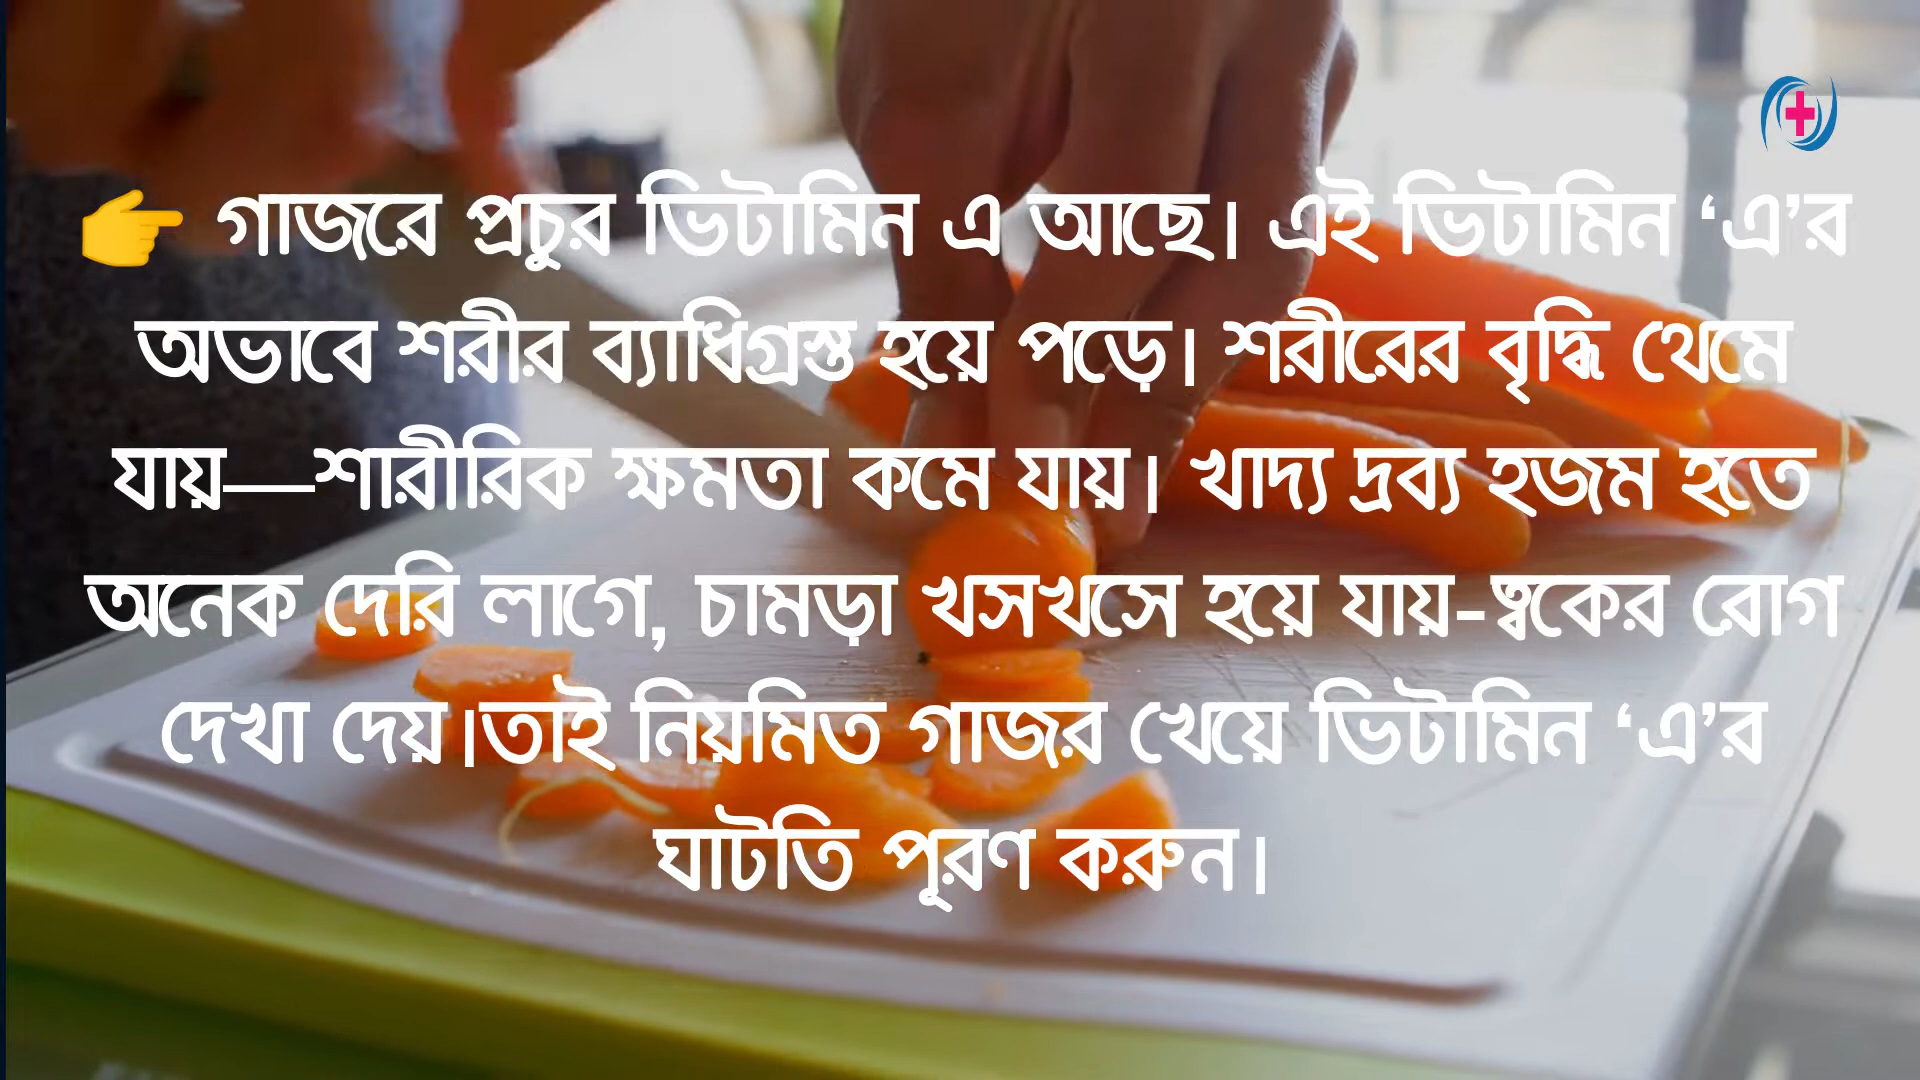 👉 গাজরে প্রচুর ভিটামিন এ আছে। এই ভিটামিন ‘এ’র
অভাবে শরীর ব্যাধিগ্রস্ত হয়ে পড়ে। শরীরের বৃদ্ধি থেমে
যায়—শারীরিক ক্ষমতা কমে যায়। খাদ্য দ্রব্য হজম হতে
অনেক দেরি লাগে, চামড়া খসখসে হয়ে যায়-ত্বকের রোগ
দেখা দেয়।তাই নিয়মিত গাজর খেয়ে ভিটামিন ‘এ’র
ঘাটতি পূরণ করুন।